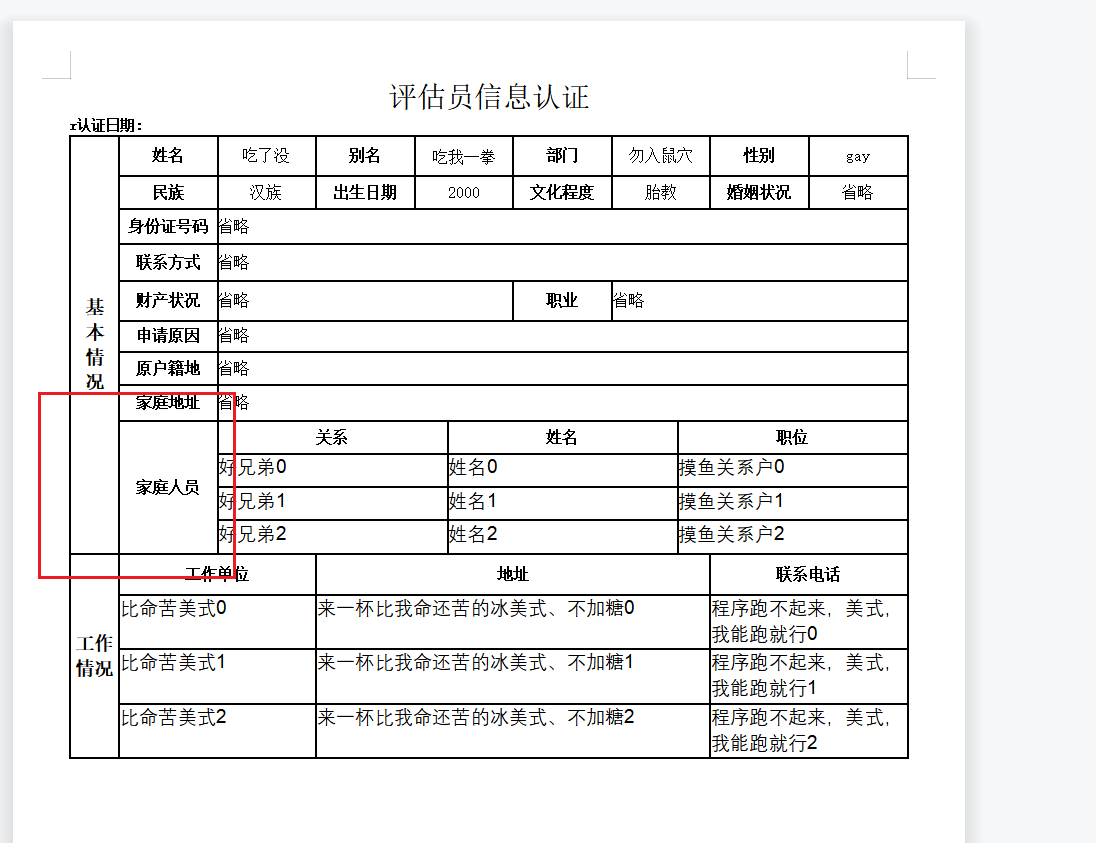 评估员信息认证
r认证日期：
姓名 吃了没 别名 吃我一拳 部门 勿入鼠穴 性别 gay
民族 汉族 出生日期 2000 文化程度 胎教 婚姻状况 省略
身份证号码 省略
联系方式 省略
基本情况
财产状况 省略 职业 省略
申请原因 省略
原户籍地 省略
家庭地址 省略
家庭人员
关系 姓名 职位
好兄弟0 姓名0 摸鱼关系户0
好兄弟1 姓名1 摸鱼关系户1
好兄弟2 姓名2 摸鱼关系户2
工作情况
工作单位 地址 联系电话
比命苦美式0 来一杯比我命还苦的冰美式、不加糖0 程序跑不起来，美式，
我能跑就行0
比命苦美式1 来一杯比我命还苦的冰美式、不加糖1 程序跑不起来，美式，
我能跑就行1
比命苦美式2 来一杯比我命还苦的冰美式、不加糖2 程序跑不起来，美式，
我能跑就行2